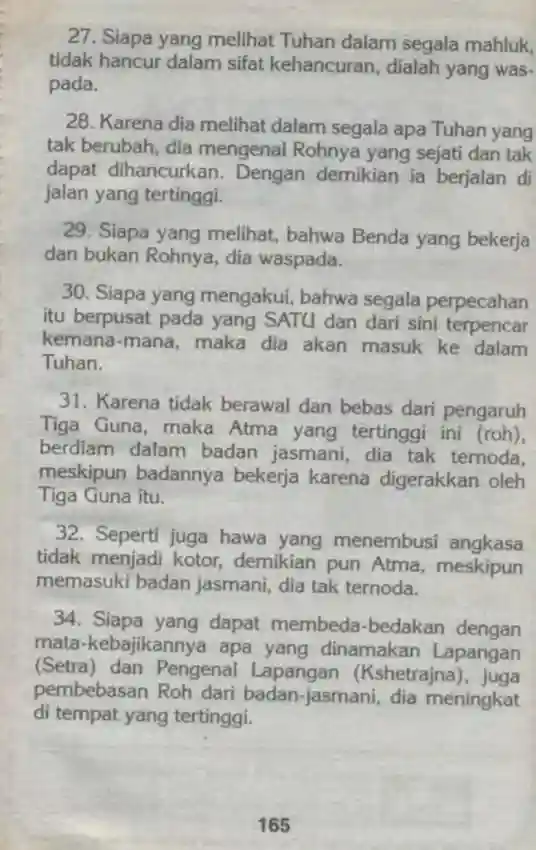 27. Siapa yang melihat Tuhan dalam segala mahluk,
tidak hancur dalam sifat kehancuran, dialah yang was-
pada.
28. Karena dia melihat dalam segala apa Tuhan yang
tak berubah, dia mengenal Rohnya yang sejati dan tak
dapat dihancurkan. Dengan demikian ia berjalan di
jalan yang tertinggi.
29. Siapa yang melihat, bahwa Benda yang bekerja
dan bukan Rohnya, dia waspada.
30. Siapa yang mengakui, bahwa segala perpecahan
itu berpusat pada yang SATU dan dari sini terpencar
kemana-mana, maka dia akan masuk ke dalam
Tuhan.
31. Karena tidak berawal dan bebas dari pengaruh
Tiga Guna, maka Atma yang tertinggi ini (roh),
berdiam dalam badan jasmani, dia tak ternoda,
meskipun badannya bekerja karena digerakkan oleh
Tiga Guna itu.
32. Seperti juga hawa yang menembusi angkasa
tidak menjadi kotor, demikian pun Atma, meskipun
memasuki badan jasmani, dia tak ternoda.
34. Siapa yang dapat membeda-bedakan dengan
mata-kebajikannya apa yang dinamakan Lapangan
(Setra) dan Pengenal Lapangan (Kshetrajna), juga
pembebasan Roh dari badan-jasmani, dia meningkat
di tempat yang tertinggi.
165